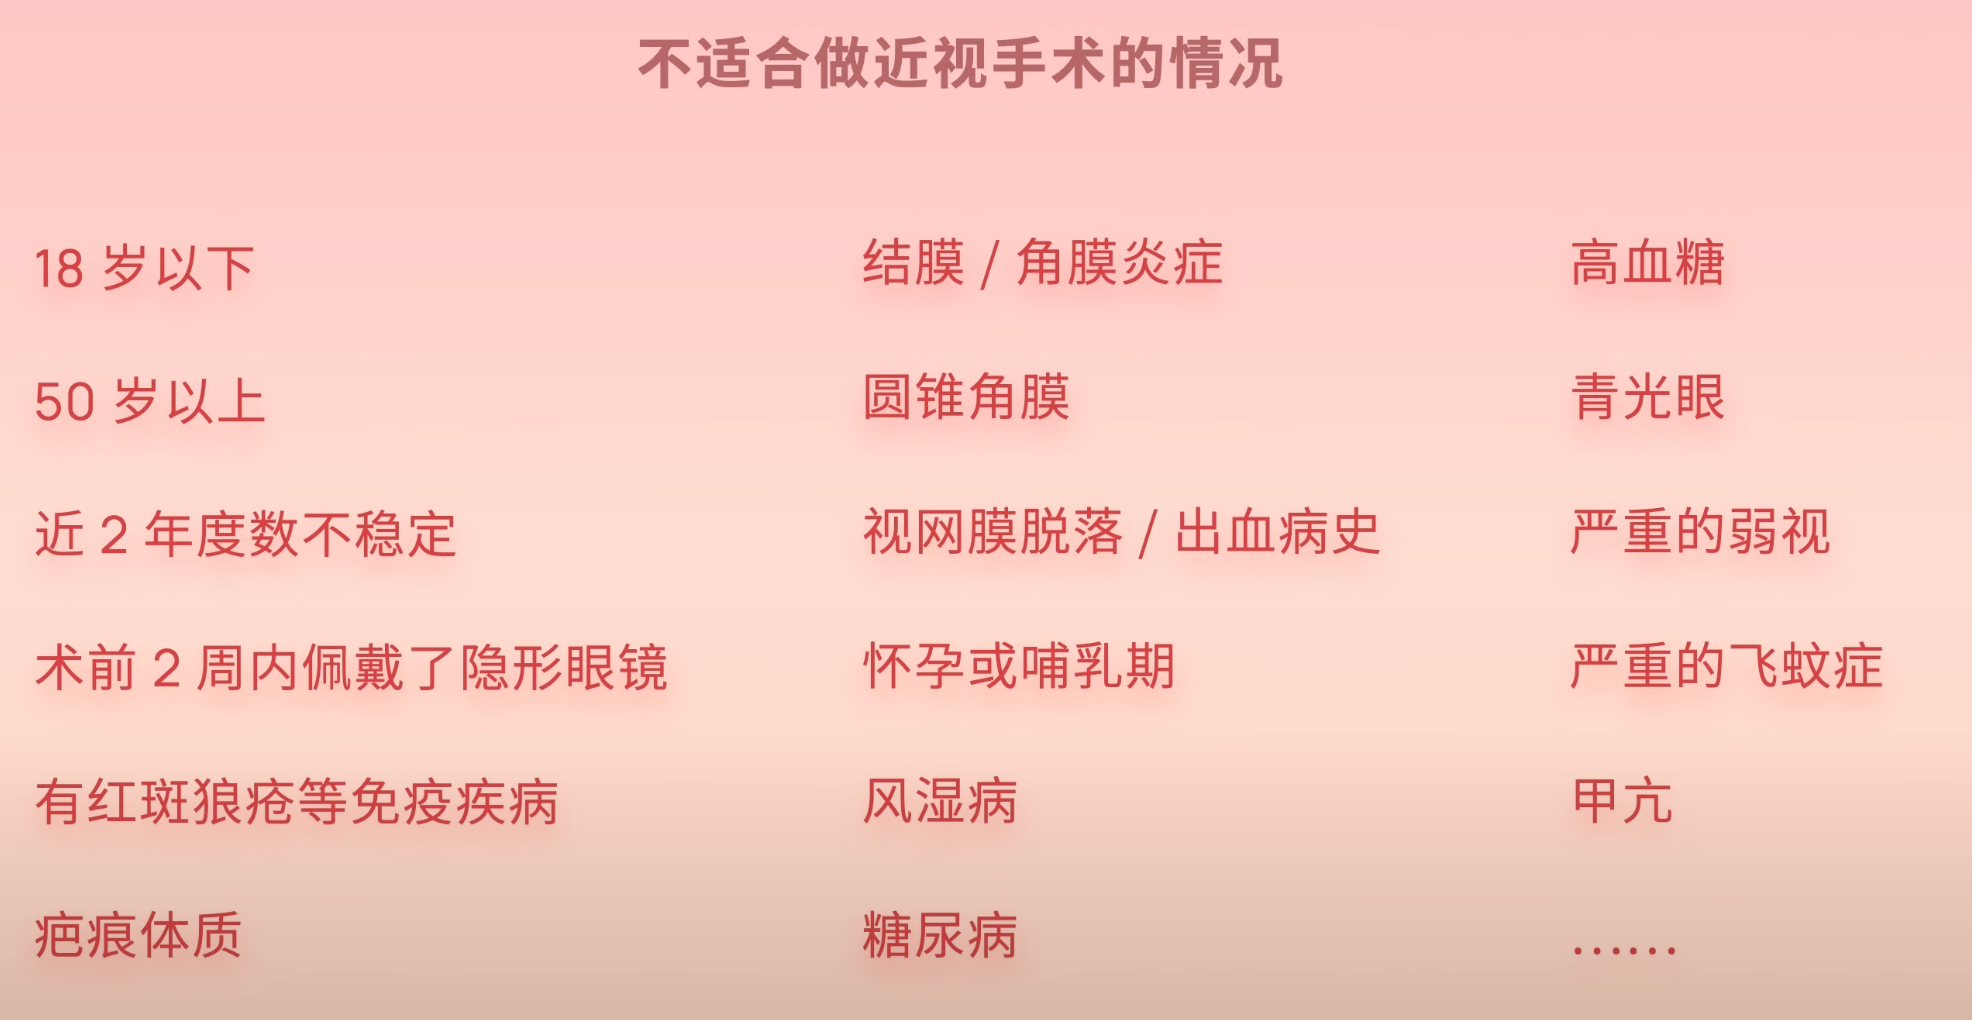 不适合做近视手术的情况
18 岁以下
50 岁以上
近 2 年度数不稳定
术前 2 周内佩戴了隐形眼镜
有红斑狼疮等免疫疾病
疤痕体质
结膜 / 角膜炎症
圆锥角膜
视网膜脱落 / 出血病史
怀孕或哺乳期
风湿病
糖尿病
高血糖
青光眼
严重的弱视
严重的飞蚊症
甲亢
......